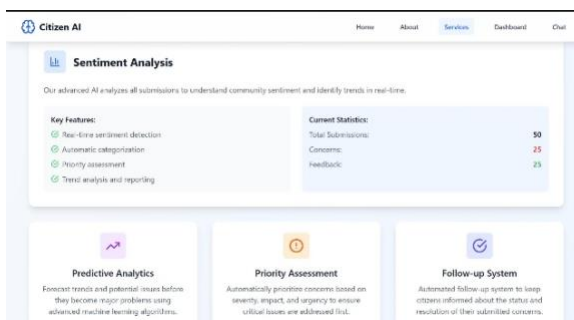 Citizen AI
Home About Services Dashboard Chat
Sentiment Analysis
Our advanced AI analyzes all submissions to understand community sentiment and identify trends in real-time.
Key Features:
Real-time sentiment detection
Automatic categorization
Priority assessment
Trend analysis and reporting
Current Statistics:
Total Submissions: 50
Concerns: 25
Feedback: 25
Predictive Analytics
Forecast trends and potential issues before
they become major problems using
advanced machine learning algorithms.
Priority Assessment
Automatically prioritize concerns based on
severity, impact, and urgency to ensure
critical issues are addressed first.
Follow-up System
Automated follow-up system to keep
citizens informed about the status and
resolution of their submitted concerns.